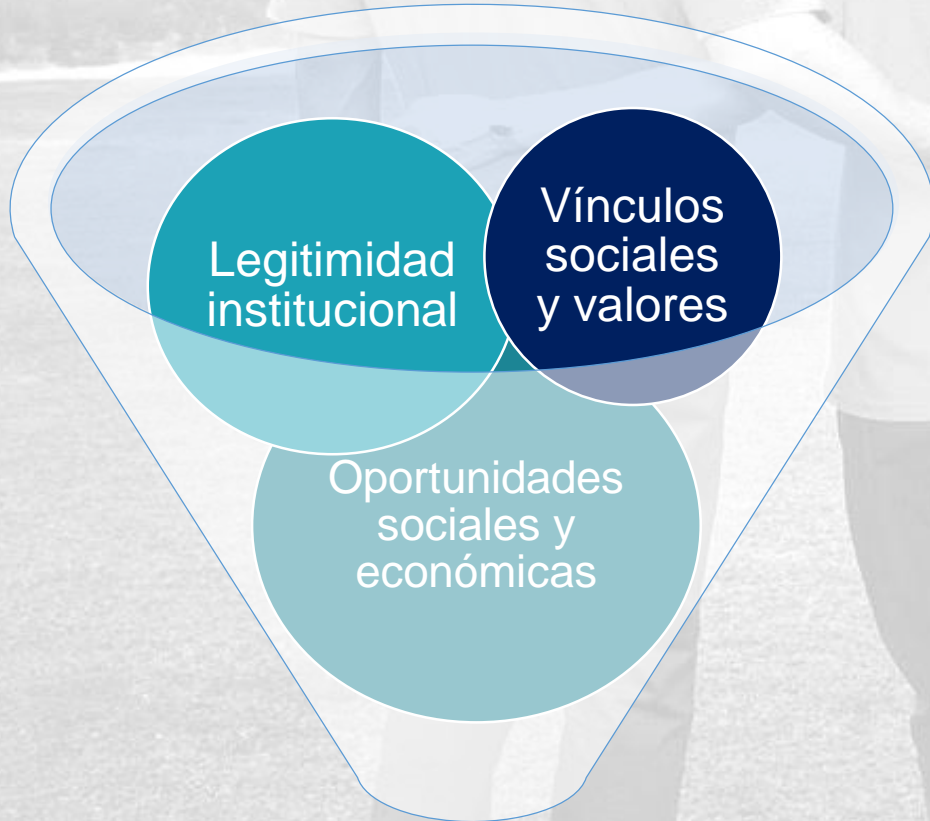 Legitimidad
institucional
Vínculos
sociales
y valores
Oportunidades
sociales y
económicas